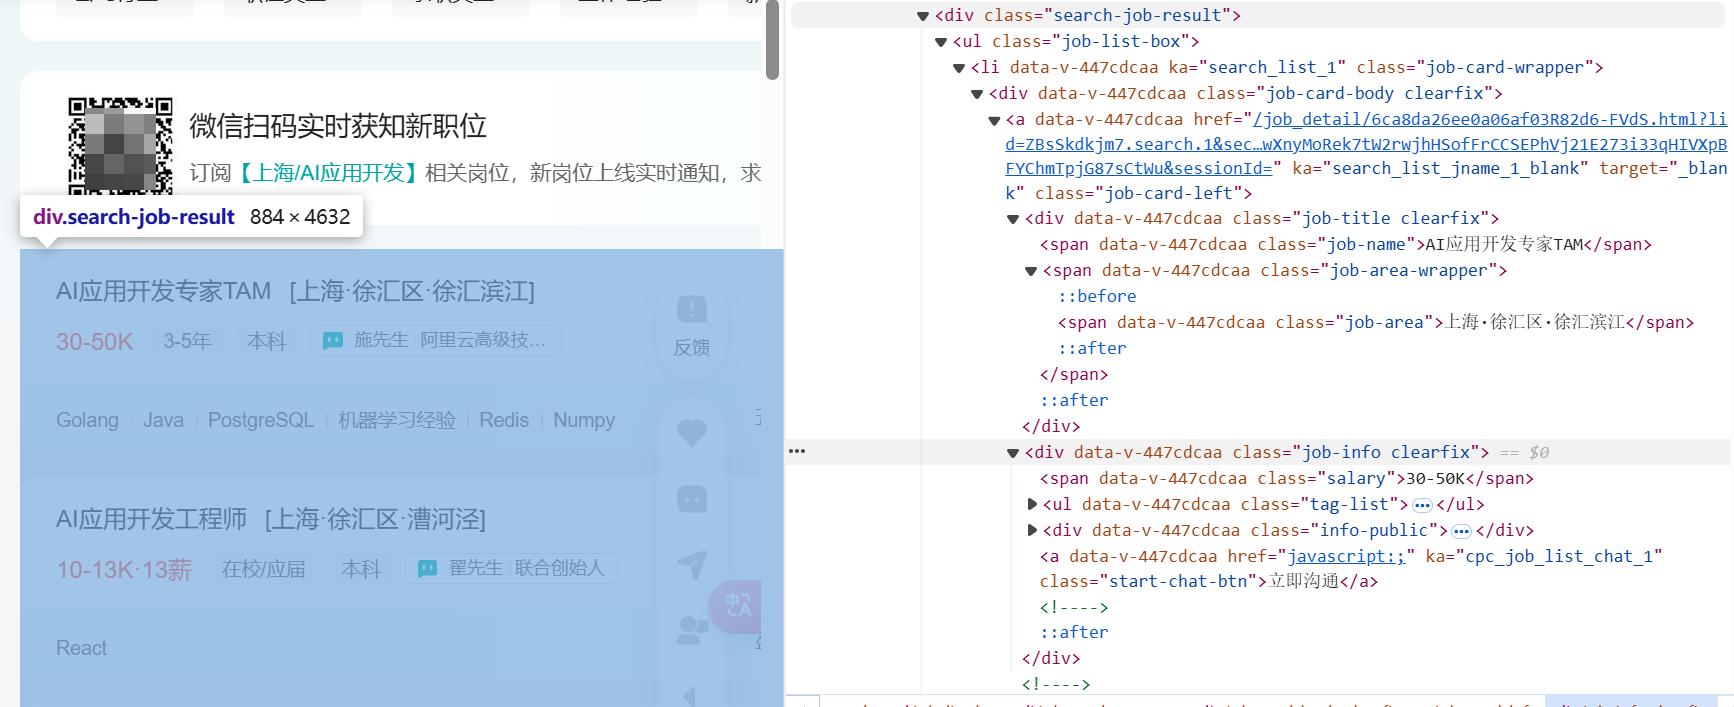 微信扫码实时获知新职位
订阅【上海/AI应用开发】相关岗位，新岗位上线实时通知，求
div.search-job-result 884 × 4632
AI应用开发专家TAM [上海·徐汇区·徐汇滨江]
30-50K 3-5年 本科 施先生 阿里云高级技...
反馈
Golang Java PostgreSQL 机器学习经验 Redis Numpy
AI应用开发工程师 [上海·徐汇区·漕河泾]
10-13K·13薪 在校/应届 本科 翟先生 联合创始人
中A
React
<div class="search-job-result">
<ul class="job-list-box">
<li data-v-447cdcaa ka="search_list_1" class="job-card-wrapper">
<div data-v-447cdcaa class="job-card-body clearfix">
<a data-v-447cdcaa href="/job_detail/6ca8da26ee0a06af03R82d6-FVdS.html?li
d=ZBsSkdkjm7.search.1&sec…wXnyMoRek7tW2rwjhHSofFrCCSEPhVj21E273i33qHIVXpB
FYChmTpjG87sCtWu&sessionId=" ka="search_list_jname_1_blank" target="_blan
k" class="job-card-left">
<div data-v-447cdcaa class="job-title clearfix">
<span data-v-447cdcaa class="job-name">AI应用开发专家TAM</span>
<span data-v-447cdcaa class="job-area-wrapper">
::before
<span data-v-447cdcaa class="job-area">上海·徐汇区·徐汇滨江</span>
::after
</span>
::after
</div>
<div data-v-447cdcaa class="job-info clearfix"> == $0
<span data-v-447cdcaa class="salary">30-50K</span>
<ul data-v-447cdcaa class="tag-list">…</ul>
<div data-v-447cdcaa class="info-public">…</div>
<a data-v-447cdcaa href="javascript:;" ka="cpc_job_list_chat_1"
class="start-chat-btn">立即沟通</a>
<!---->
::after
</div>
<!---->